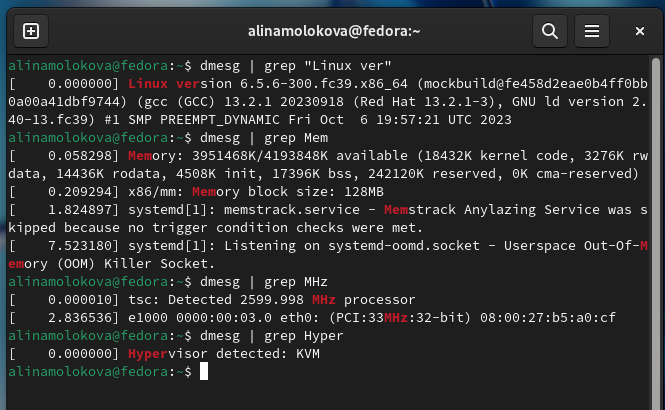 alinamolokova@fedora:~
alinamolokova@fedora:~$ dmesg | grep "Linux ver"
[    0.000000] Linux version 6.5.6-300.fc39.x86_64 (mockbuild@fe458d2eae0b4ff0bb
0a00a41dbf9744) (gcc (GCC) 13.2.1 20230918 (Red Hat 13.2.1-3), GNU ld version 2.
40-13.fc39) #1 SMP PREEMPT_DYNAMIC Fri Oct  6 19:57:21 UTC 2023
alinamolokova@fedora:~$ dmesg | grep Mem
[    0.058298] Memory: 3951468K/4193848K available (18432K kernel code, 3276K rw
data, 14436K rodata, 4508K init, 17396K bss, 242120K reserved, 0K cma-reserved)
[    0.209294] x86/mm: Memory block size: 128MB
[    1.824897] systemd[1]: memstrack.service - Memstrack Anylazing Service was s
kipped because no trigger condition checks were met.
[    7.523180] systemd[1]: Listening on systemd-oomd.socket - Userspace Out-Of-M
emory (OOM) Killer Socket.
alinamolokova@fedora:~$ dmesg | grep MHz
[    0.000010] tsc: Detected 2599.998 MHz processor
[    2.836536] e1000 0000:00:03.0 eth0: (PCI:33MHz:32-bit) 08:00:27:b5:a0:cf
alinamolokova@fedora:~$ dmesg | grep Hyper
[    0.000000] Hypervisor detected: KVM
alinamolokova@fedora:~$